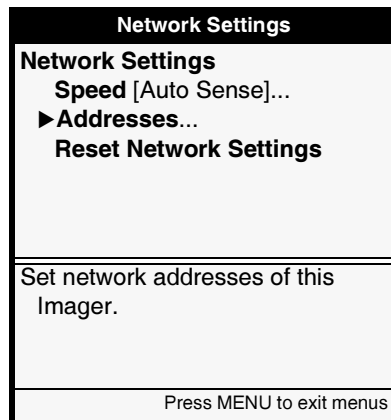 Network Settings
Network Settings
Speed [Auto Sense]...
▶Addresses...
Reset Network Settings
Set network addresses of this
Imager.
Press MENU to exit menus